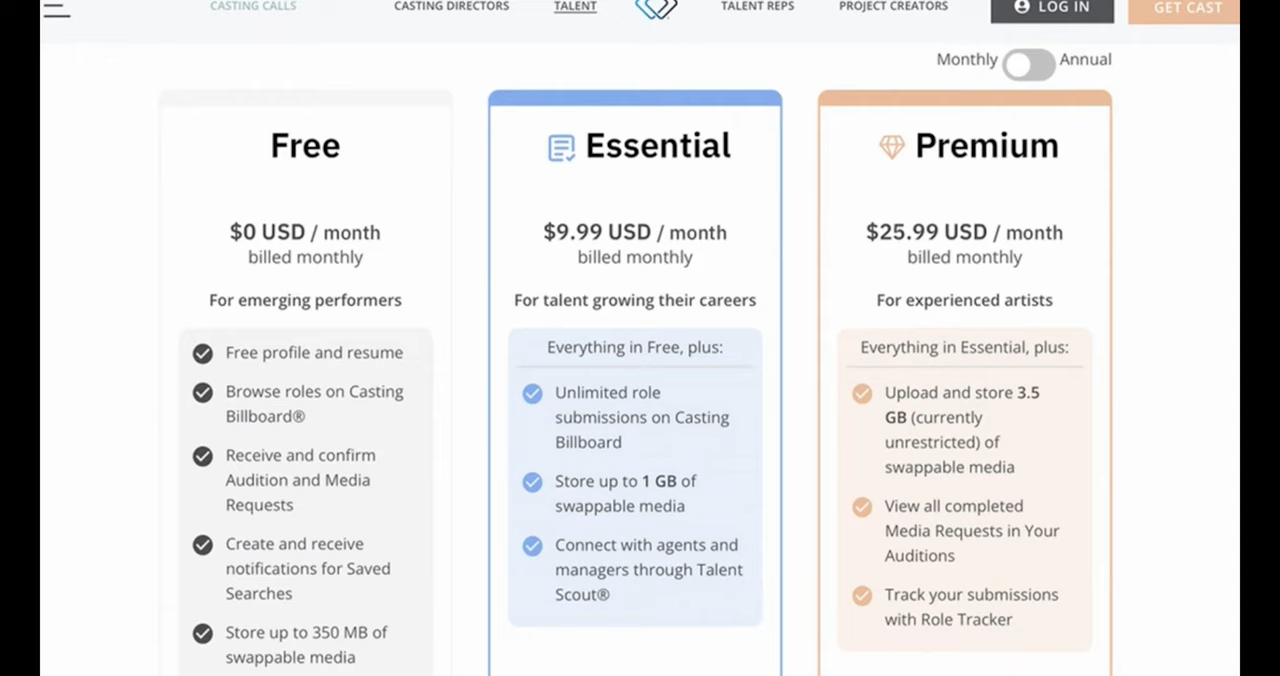 CASTING CALLS
CASTING DIRECTORS
TALENT
TALENT REPS
PROJECT CREATORS
LOG IN
GET CAST
Monthly
Annual
Free
$0 USD / month
billed monthly
For emerging performers
Free profile and resume
Browse roles on Casting
Billboard®
Receive and confirm
Audition and Media
Requests
Create and receive
notifications for Saved
Searches
Store up to 350 MB of
swappable media
Essential
$9.99 USD / month
billed monthly
For talent growing their careers
Everything in Free, plus:
Unlimited role
submissions on Casting
Billboard
Store up to 1 GB of
swappable media
Connect with agents and
managers through Talent
Scout®
Premium
$25.99 USD / month
billed monthly
For experienced artists
Everything in Essential, plus:
Upload and store 3.5
GB (currently
unrestricted) of
swappable media
View all completed
Media Requests in Your
Auditions
Track your submissions
with Role Tracker